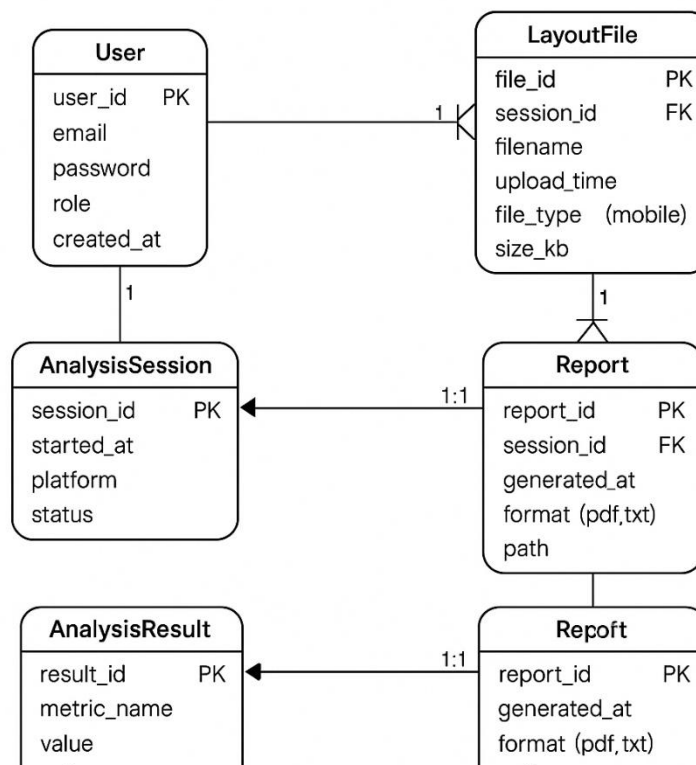 User
user_id PK
email
password
role
created_at
1
LayoutFile
file_id PK
session_id FK
filename
upload_time
file_type (mobile)
size_kb
1
1
AnalysisSession
session_id PK
started_at
platform
status
1:1
Report
report_id PK
session_id FK
generated_at
format (pdf,txt)
path
AnalysisResult
result_id PK
metric_name
value
1:1
Repoft
report_id PK
generated_at
format (pdf,txt)